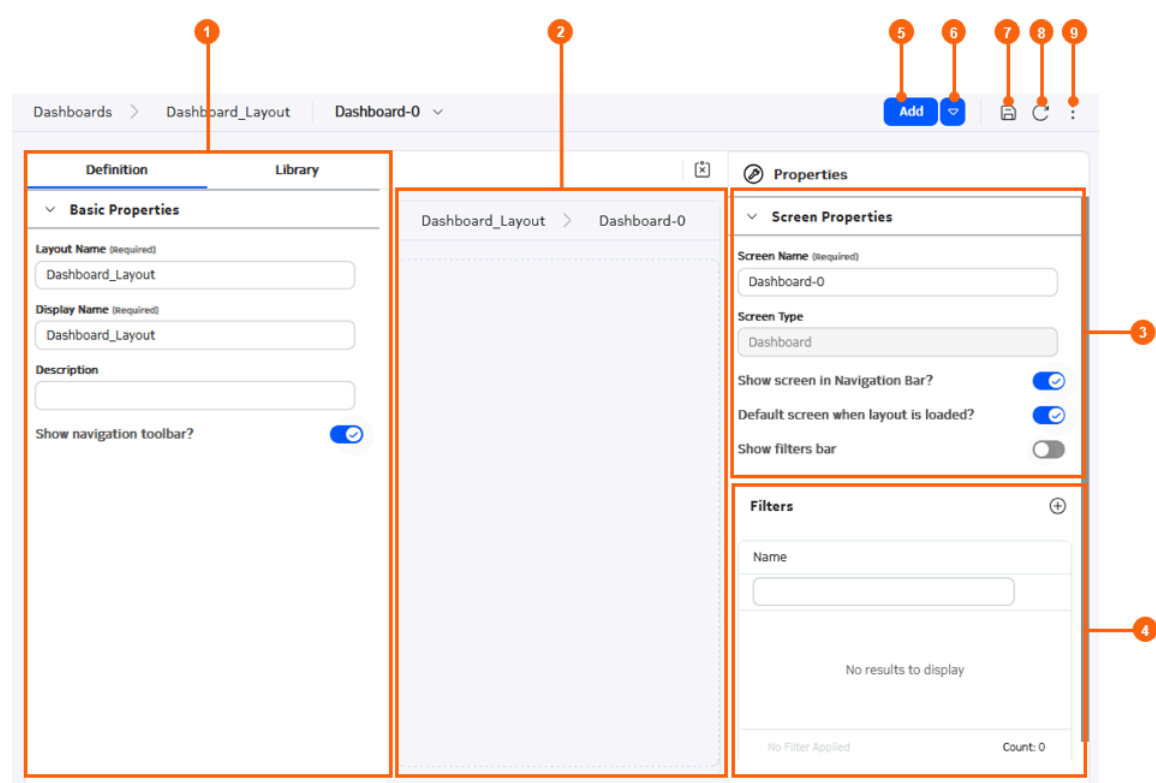 1
2
5
6
7
8
9
Dashboards
Dashboard_Layout
Dashboard-0
Add
Definition
Library
Basic Properties
Layout Name (Required)
Dashboard_Layout
Display Name (Required)
Dashboard_Layout
Description
Show navigation toolbar?
Dashboard_Layout
Dashboard-0
Properties
Screen Properties
Screen Name (Required)
Dashboard-0
Screen Type
Dashboard
Show screen in Navigation Bar?
Default screen when layout is loaded?
Show filters bar
3
Filters
Name
No results to display
No Filter Applied
Count: 0
4